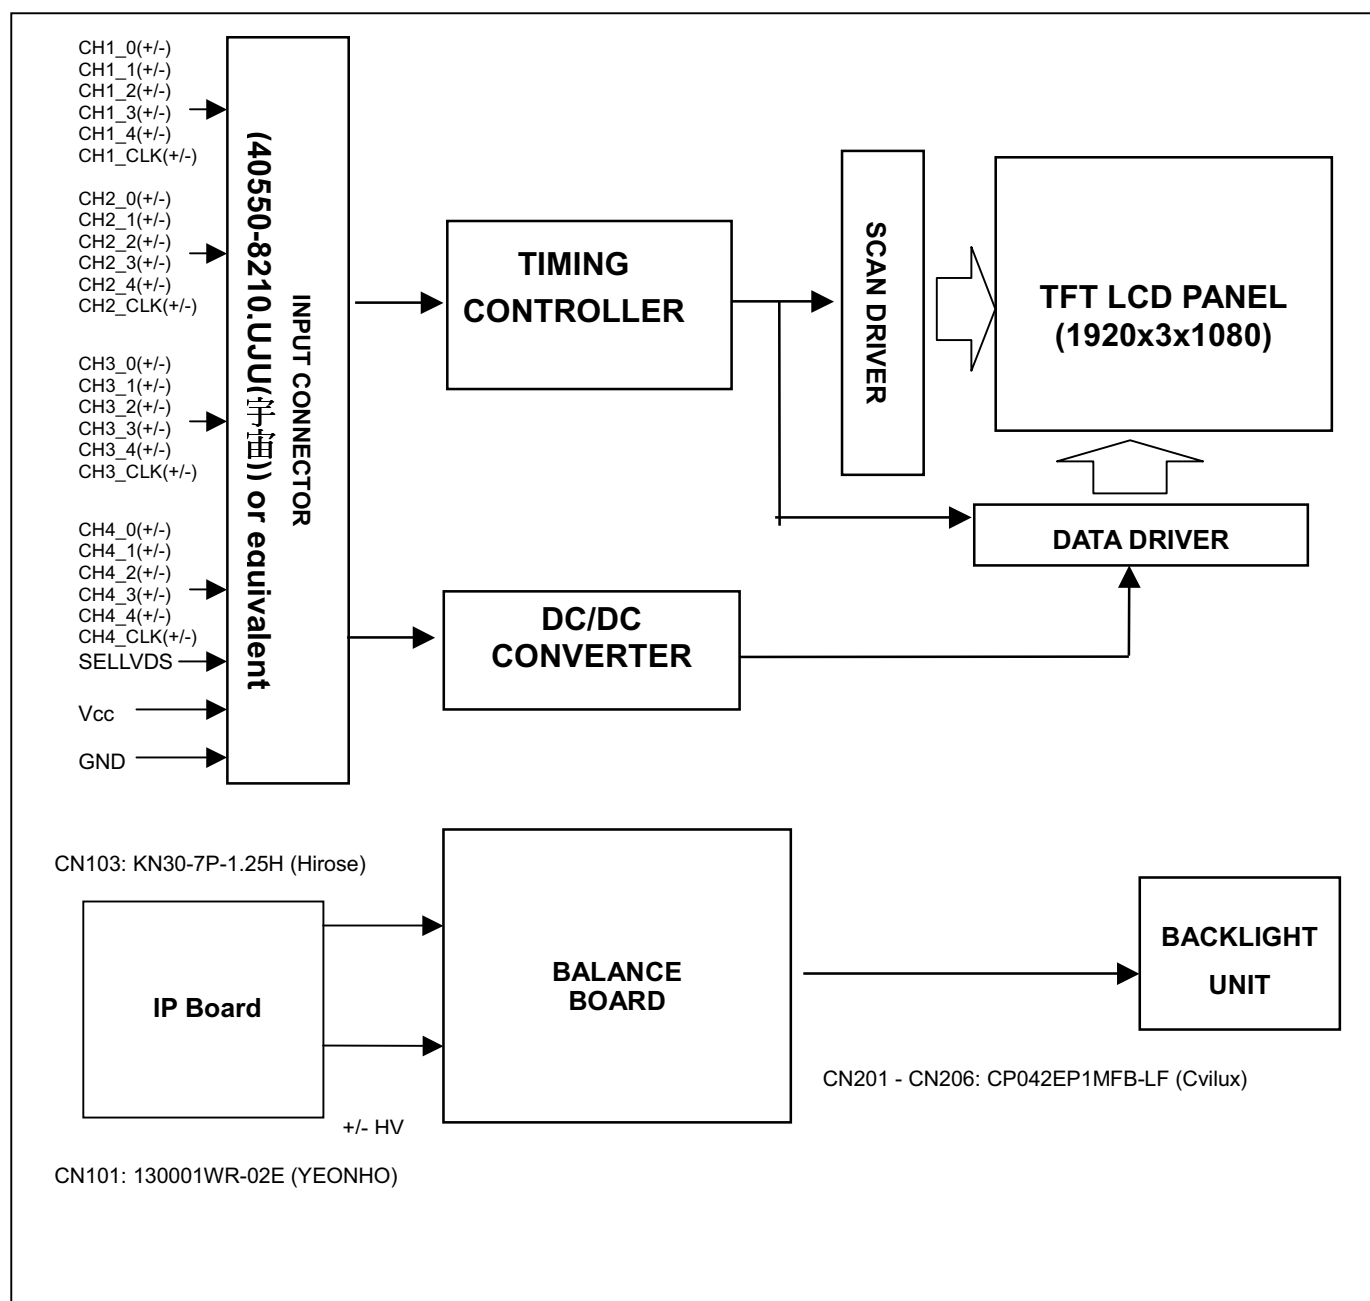 CH1_0(+/-)
CH1_1(+/-)
CH1_2(+/-)
CH1_3(+/-)
CH1_4(+/-)
CH1_CLK(+/-)
CH2_0(+/-)
CH2_1(+/-)
CH2_2(+/-)
CH2_3(+/-)
CH2_4(+/-)
CH2_CLK(+/-)
CH3_0(+/-)
CH3_1(+/-)
CH3_2(+/-)
CH3_3(+/-)
CH3_4(+/-)
CH3_CLK(+/-)
CH4_0(+/-)
CH4_1(+/-)
CH4_2(+/-)
CH4_3(+/-)
CH4_4(+/-)
CH4_CLK(+/-)
SELLVDS
Vcc
GND
INPUT CONNECTOR
(40550-8210.UJU(宇宙)) or equivalent
TIMING
CONTROLLER
SCAN DRIVER
TFT LCD PANEL
(1920x3x1080)
DATA DRIVER
DC/DC
CONVERTER
CN103: KN30-7P-1.25H (Hirose)
IP Board
BALANCE
BOARD
BACKLIGHT
UNIT
+/- HV
CN201 - CN206: CP042EP1MFB-LF (Cvilux)
CN101: 130001WR-02E (YEONHO)